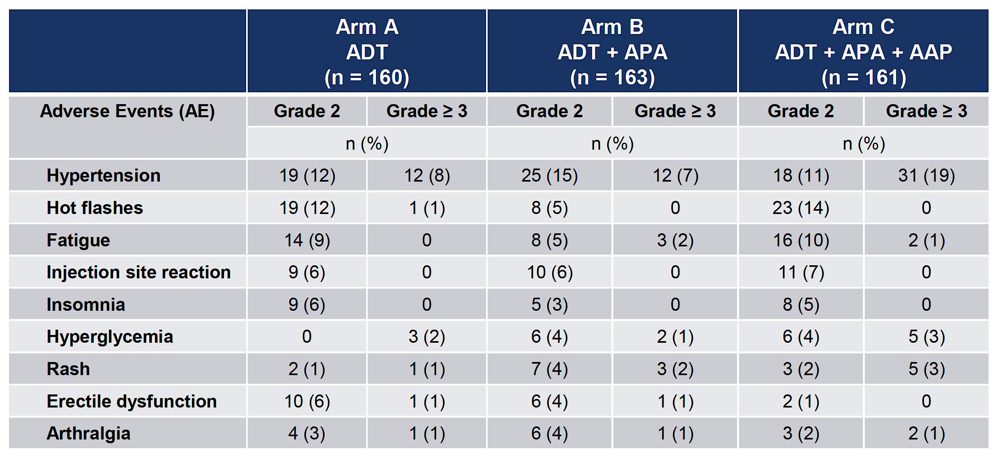 Arm A Arm B Arm C
ADT ADT + APA ADT + APA + AAP
(n = 160) (n = 163) (n = 161)
Adverse Events (AE) Grade 2 Grade ≥ 3 Grade 2 Grade ≥ 3 Grade 2 Grade ≥ 3
n (%) n (%) n (%)
Hypertension 19 (12) 12 (8) 25 (15) 12 (7) 18 (11) 31 (19)
Hot flashes 19 (12) 1 (1) 8 (5) 0 23 (14) 0
Fatigue 14 (9) 0 8 (5) 3 (2) 16 (10) 2 (1)
Injection site reaction 9 (6) 0 10 (6) 0 11 (7) 0
Insomnia 9 (6) 0 5 (3) 0 8 (5) 0
Hyperglycemia 0 3 (2) 6 (4) 2 (1) 6 (4) 5 (3)
Rash 2 (1) 1 (1) 7 (4) 3 (2) 3 (2) 5 (3)
Erectile dysfunction 10 (6) 1 (1) 6 (4) 1 (1) 2 (1) 0
Arthralgia 4 (3) 1 (1) 6 (4) 1 (1) 3 (2) 2 (1)